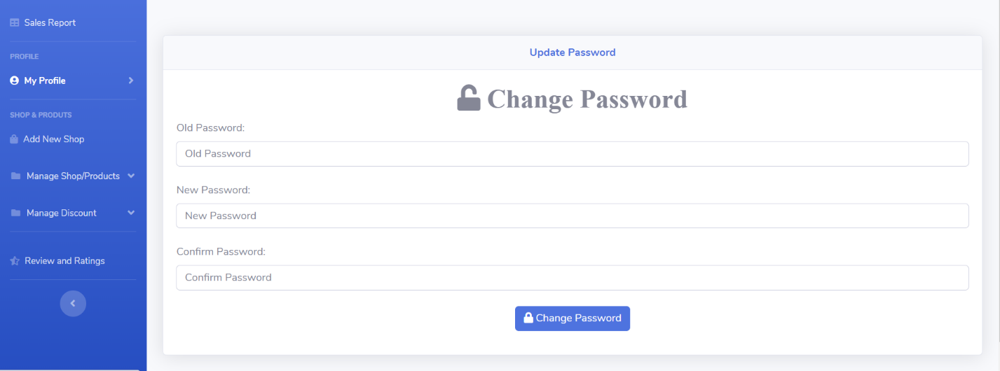 Sales Report
PROFILE
My Profile
SHOP & PRODUTS
Add New Shop
Manage Shop/Products
Manage Discount
Review and Ratings
Update Password
Change Password
Old Password:
Old Password
New Password:
New Password
Confirm Password:
Confirm Password
Change Password